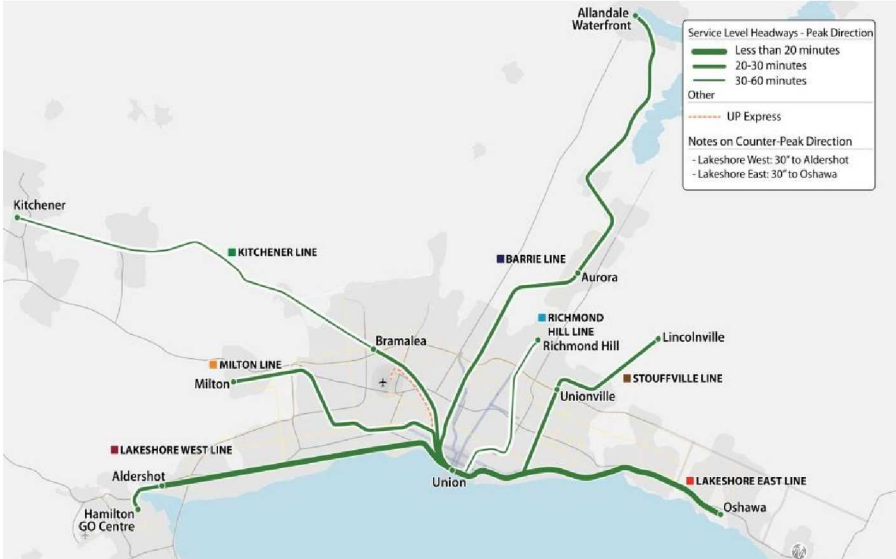 Allandale
Waterfront
Service Level Headways - Peak Direction
Less than 20 minutes
20-30 minutes
30-60 minutes
Other
UP Express
Notes on Counter-Peak Direction
- Lakeshore West: 30" to Aldershot
- Lakeshore East: 30" to Oshawa
Kitchener
KITCHENER LINE
BARRIE LINE
Aurora
RICHMOND
HILL LINE
Richmond Hill
Lincolnville
Bramalea
MILTON LINE
Milton
STOUFFVILLE LINE
Unionville
LAKESHORE WEST LINE
Aldershot
Hamilton
GO Centre
Union
LAKESHORE EAST LINE
Oshawa